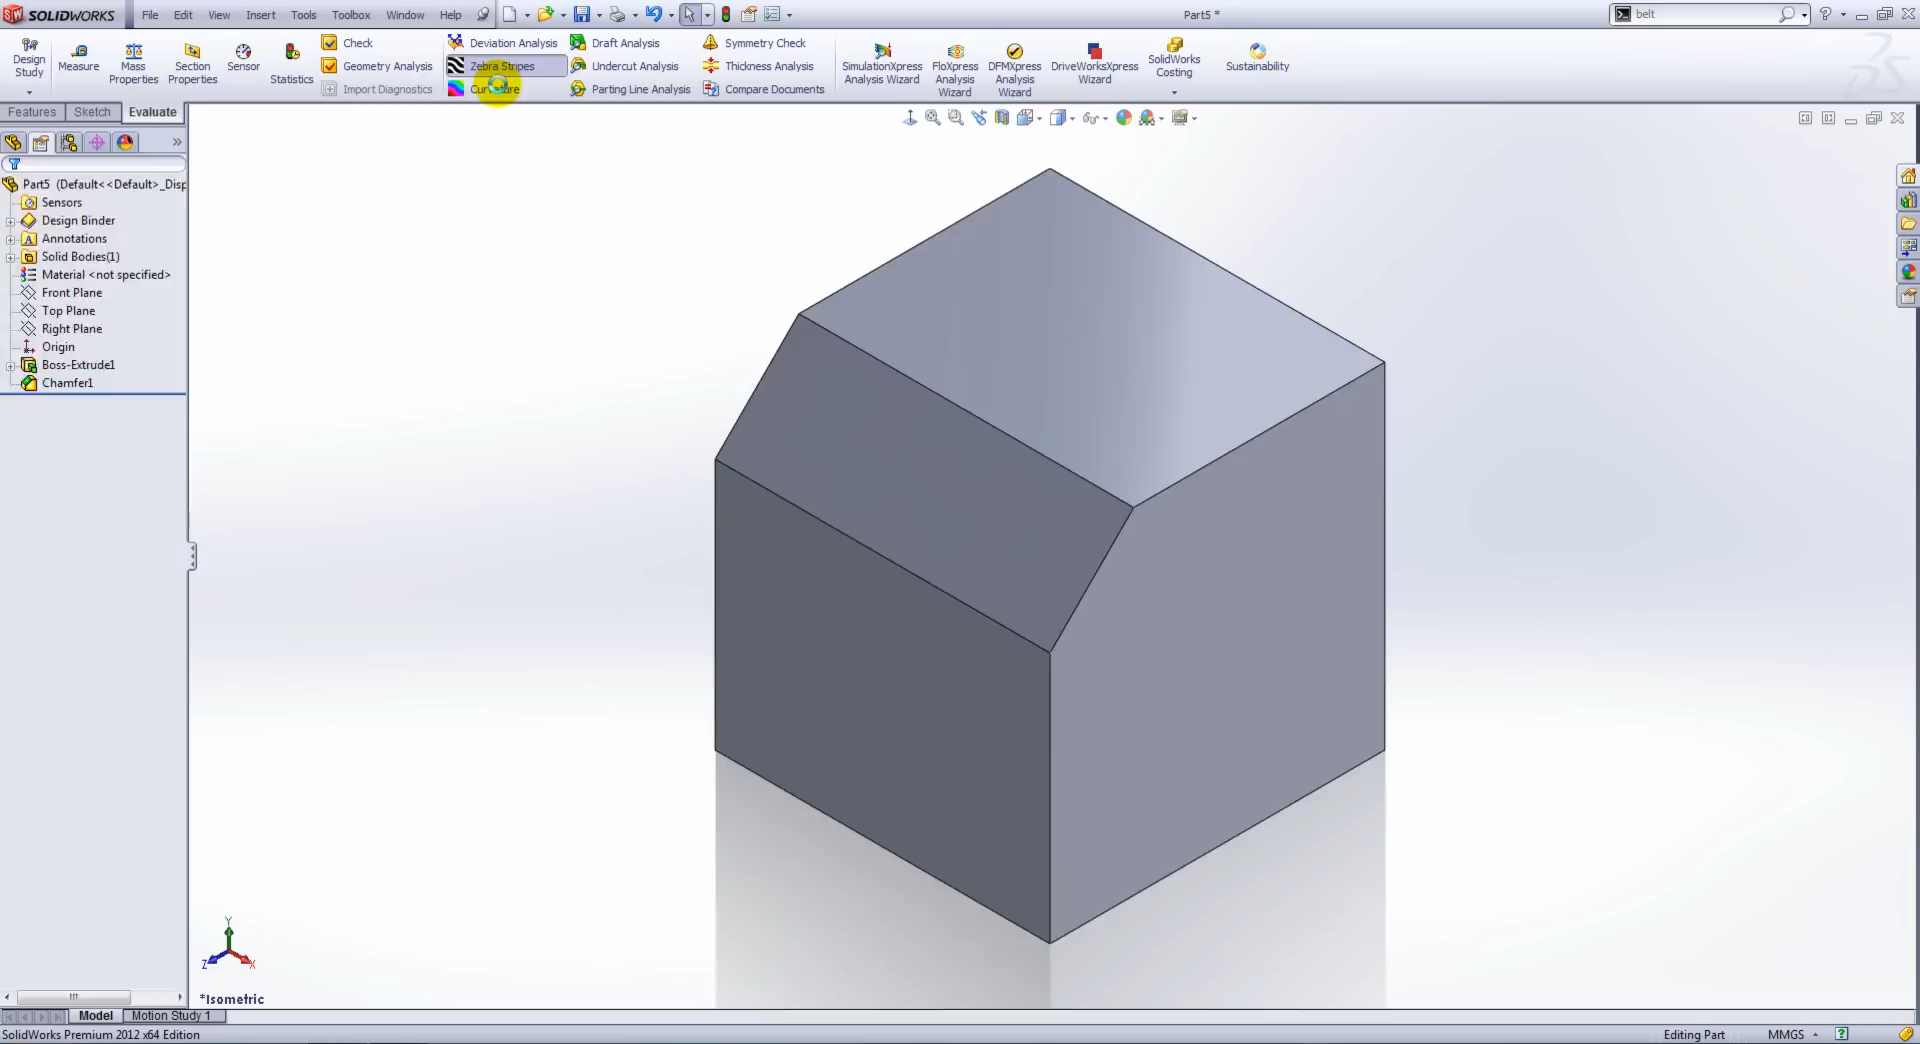 SW SOLIDWORKS File Edit View Insert Tools Toolbox Window Help Part5 * belt
Design Study
Measure
Mass Properties
Section Properties
Sensor
Statistics
Check
Geometry Analysis
Import Diagnostics
Deviation Analysis
Zebra Stripes
Draft Analysis
Undercut Analysis
Parting Line Analysis
Symmetry Check
Thickness Analysis
Compare Documents
SimulationXpress
Analysis Wizard
FloXpress
Analysis
Wizard
DFMXpress
Analysis
Wizard
DriveWorksXpress
Wizard
SolidWorks
Costing
Sustainability
Features Sketch Evaluate
Part5 (Default<<Default>_Disp
Sensors
Design Binder
A Annotations
Solid Bodies(1)
Material <not specified>
Front Plane
Top Plane
Right Plane
Origin
Boss-Extrude1
Chamfer1
Y
Z X
*Isometric
Model Motion Study 1
SolidWorks Premium 2012 x64 Edition Editing Part MMGS ?